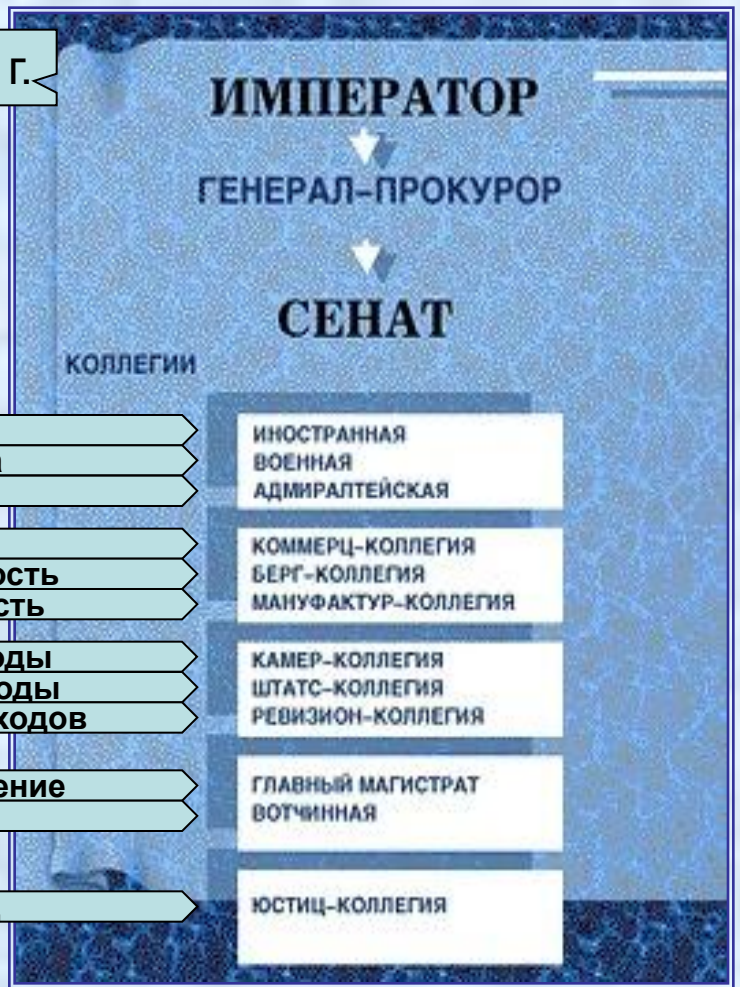 Г.
ИМПЕРАТОР
ГЕНЕРАЛ-ПРОКУРОР
СЕНАТ
КОЛЛЕГИИ
ИНОСТРАННАЯ
ВОЕННАЯ
АДМИРАЛТЕЙСКАЯ
КОММЕРЦ-КОЛЛЕГИЯ
ость
БЕРГ-КОЛЛЕГИЯ
сть
МАНУФАКТУР-КОЛЛЕГИЯ
оды
КАМЕР-КОЛЛЕГИЯ
оды
ШТАТС-КОЛЛЕГИЯ
ходов
РЕВИЗИОН-КОЛЛЕГИЯ
ение
ГЛАВНЫЙ МАГИСТРАТ
ВОТЧИННАЯ
ЮСТИЦ-КОЛЛЕГИЯ